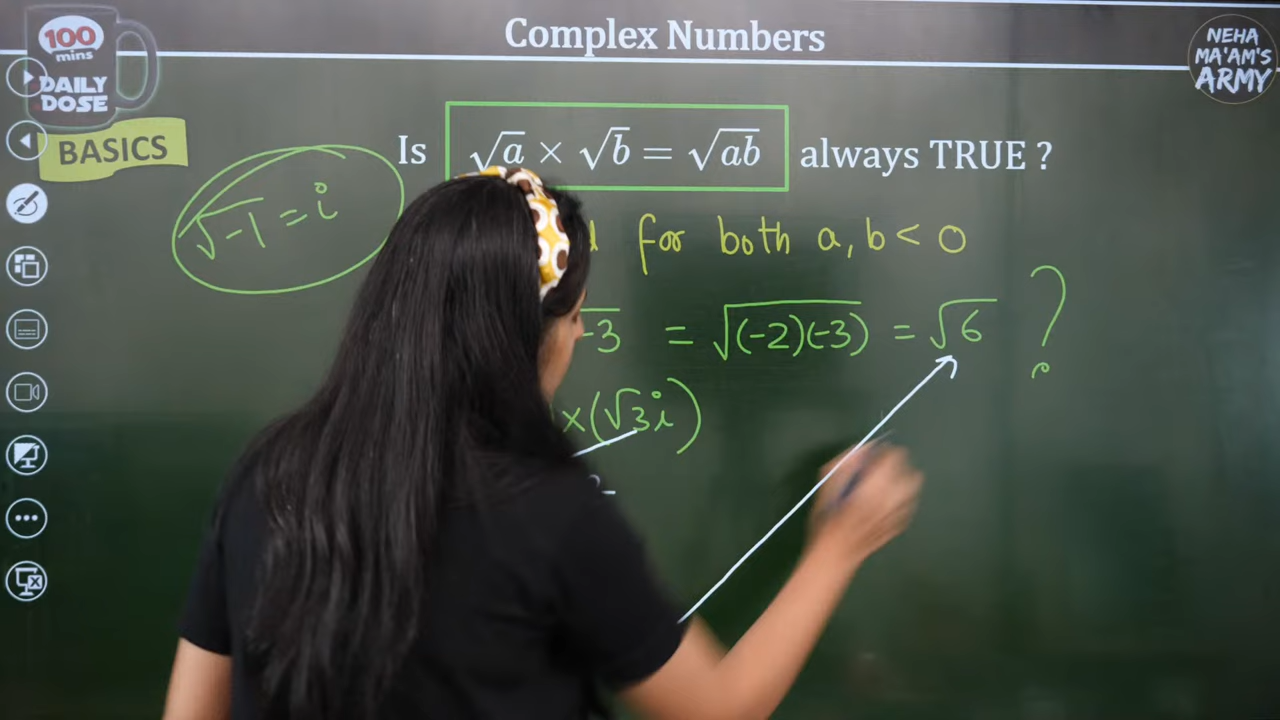 Complex Numbers
100
mins
DAILY
DOSE
NEHA
MA'AM'S
ARMY
BASICS
Is √a × √b = √ab always TRUE ?
√-1 = i
for both a, b < 0
-3 = √(-2)(-3) = √6 ?
×(√3i)